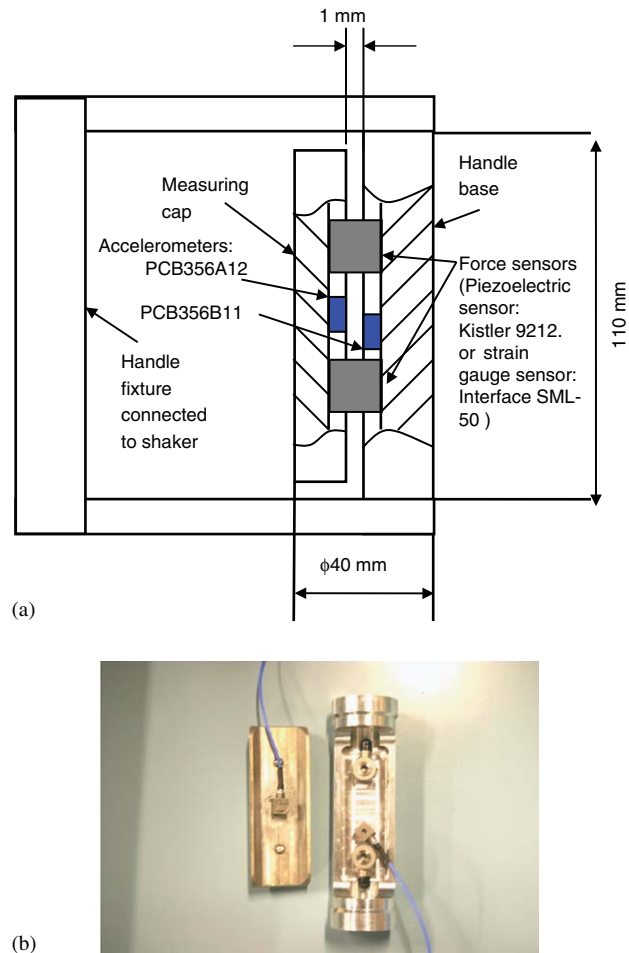 1 mm
Measuring
cap
Accelerometers:
PCB356A12
PCB356B11
Handle
fixture
connected
to shaker
Handle
base
Force sensors
(Piezoelectric
sensor:
Kistler 9212.
or strain
gauge sensor:
Interface SML-
50 )
110 mm
ϕ40 mm
(a)
(b)